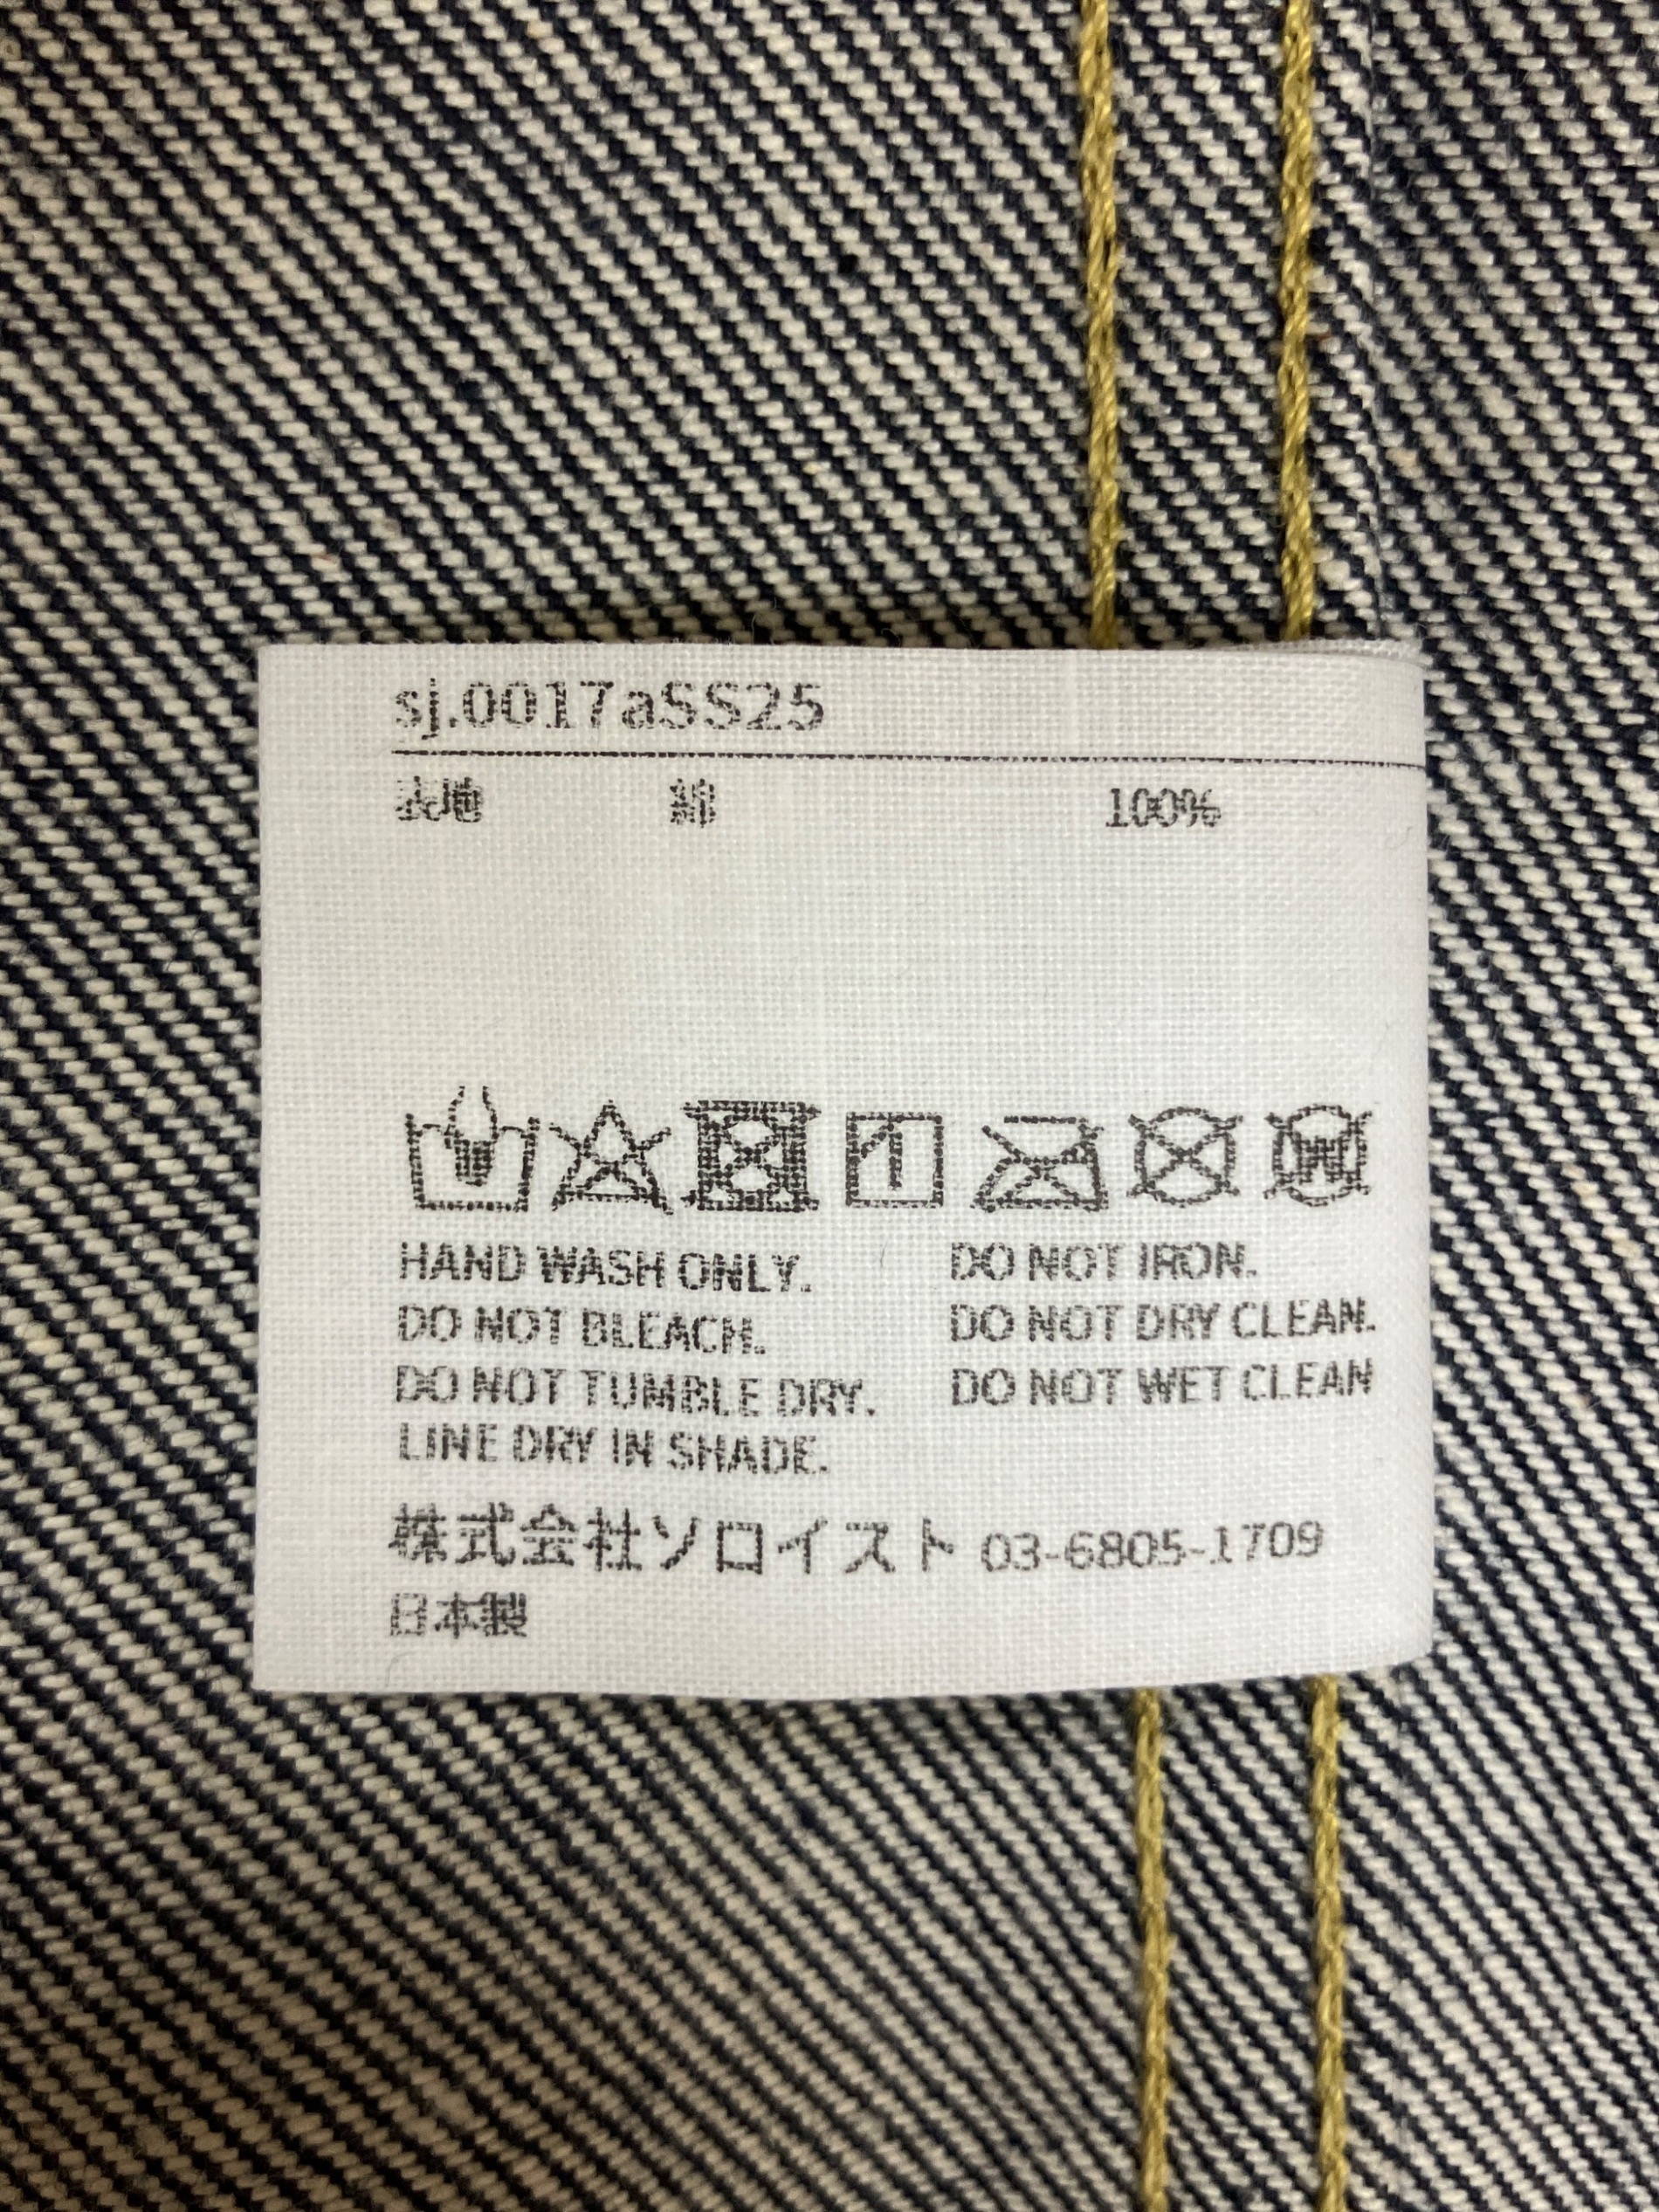 sj.0017aSS25
表地 綿 100%
HAND WASH ONLY.
DO NOT BLEACH.
DO NOT TUMBLE DRY.
LINE DRY IN SHADE.
DO NOT IRON.
DO NOT DRY CLEAN.
DO NOT WET CLEAN
株式会社ソロイスト 03-6805-1709
日本製